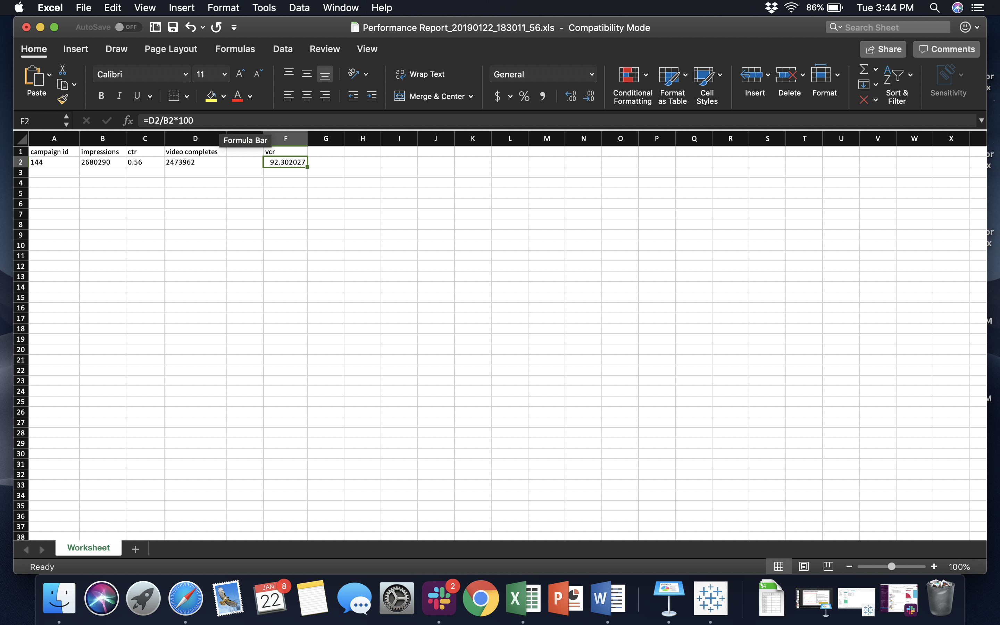 Excel File Edit View Insert Format Tools Data Window Help 86% Tue 3:44 PM
AutoSave OFF Performance Report_20190122_183011_56.xls - Compatibility Mode Search Sheet
Home Insert Draw Page Layout Formulas Data Review View Share Comments
Paste Calibri 11 Wrap Text General
B I U A Merge & Center $ % Conditional Formatting Format as Table Cell Styles Insert Delete Format Sort & Filter Sensitivity
F2 fx =D2/B2*100
A B C D F G H I J K L M N O P Q R S T U V W X
Formula Bar
1 campaign id impressions ctr video completes vcr
2 144 2680290 0.56 2473962 92.302027
3
4
5
6
7
8
9
10
11
12
13
14
15
16
17
18
19
20
21
22
23
24
25
26
27
28
29
30
31
32
33
34
35
36
37
38
Worksheet +
Ready 100%
JAN 8 2
22 X P W